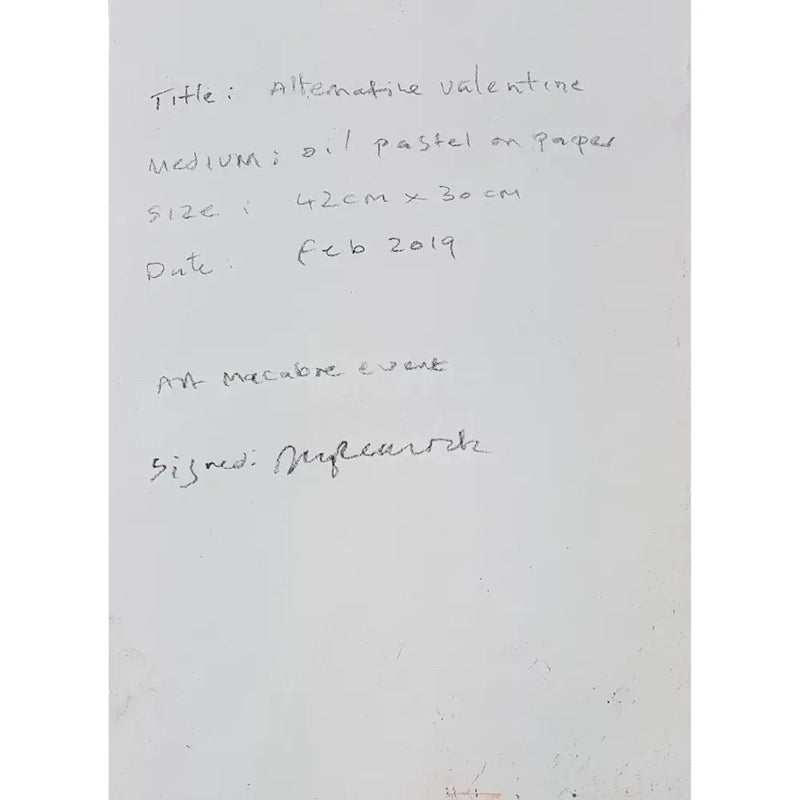 Title: Alternative valentine
Medium: oil pastel on paper
Size: 42cm x 30cm
Date: Feb 2019
Art Macabre event
Signed: